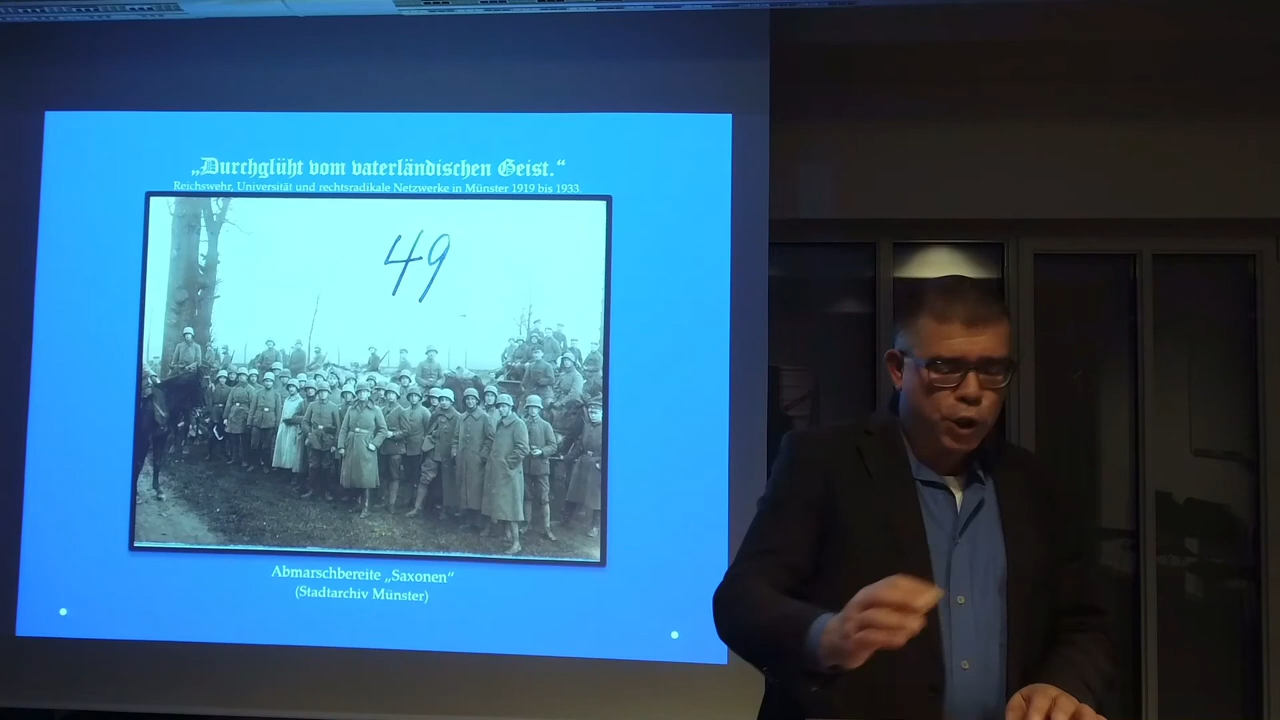 „Durchglüht vom vaterländischen Geist.“
Reichswehr, Universität und rechtsradikale Netzwerke in Münster 1919 bis 1933.
49
Abmarschbereite „Saxonen“
(Stadtarchiv Münster)